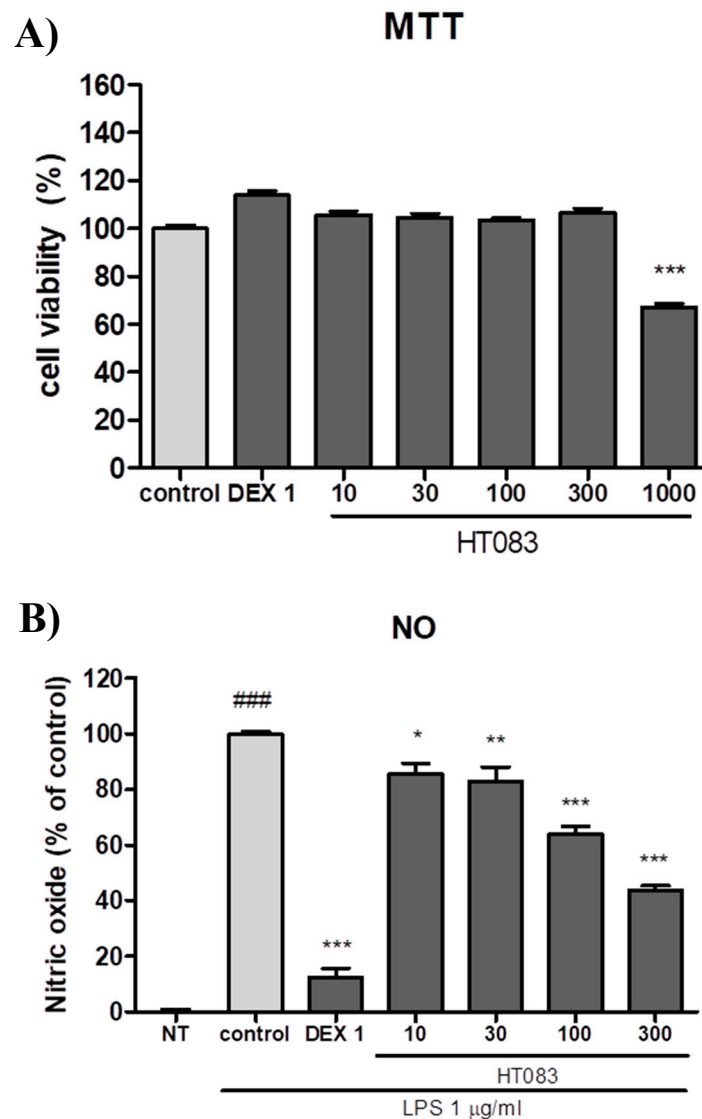 A)
MTT
cell viability (%)
160
140
120
100
80
60
40
20
0
***
control DEX 1 10 30 100 300 1000
HT083
B)
NO
Nitric oxide (% of control)
120
100
80
60
40
20
0
###
***
*
**
***
***
NT control DEX 1 10 30 100 300
HT083
LPS 1 μg/ml